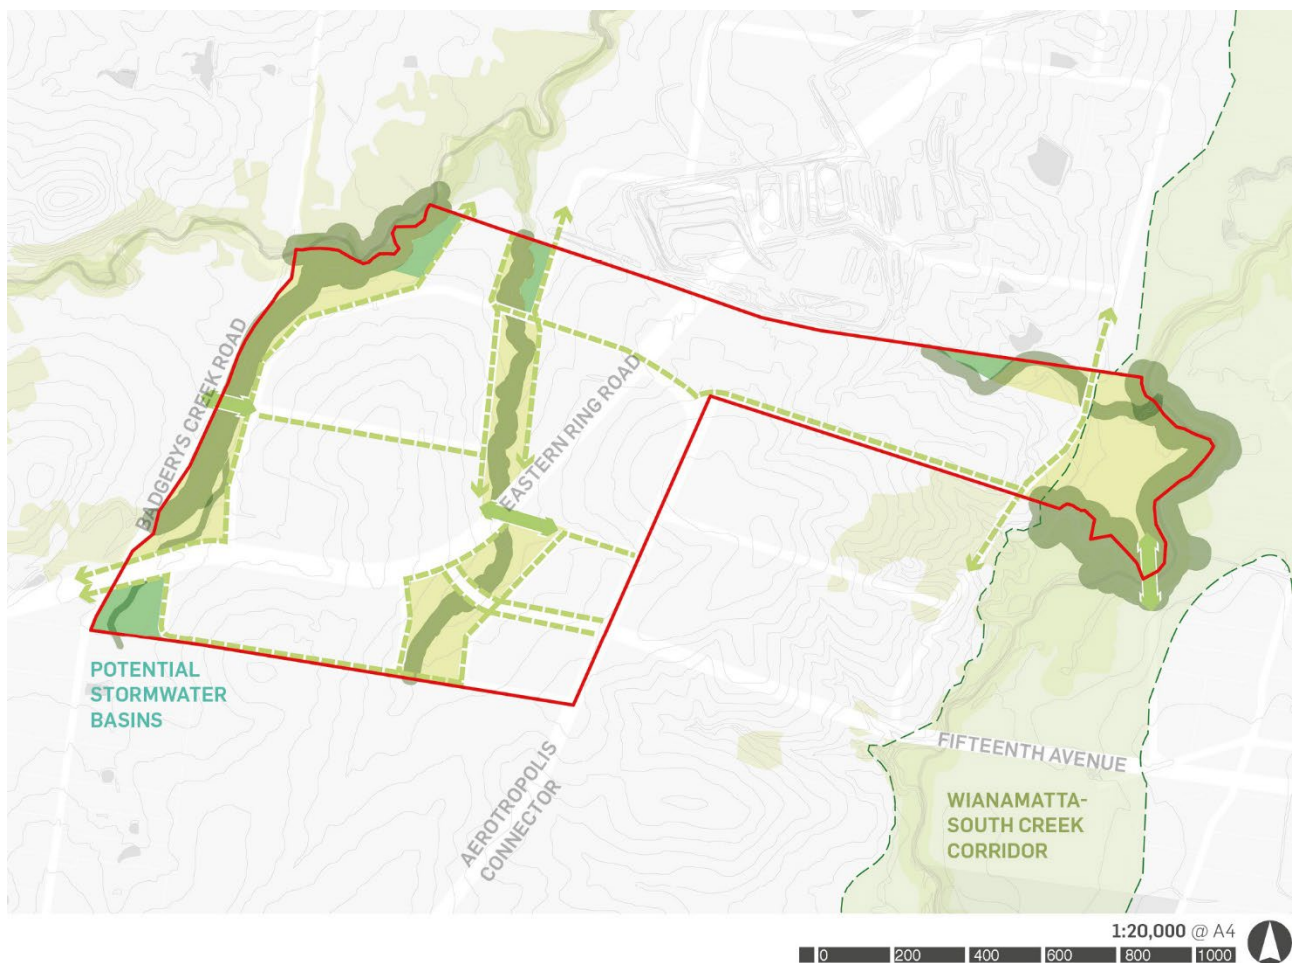 BADGERYS CREEK ROAD
EASTERN RING ROAD
POTENTIAL
STORMWATER
BASINS
AEROTROPOLIS
CONNECTOR
FIFTEENTH AVENUE
WIANAMATTA-
SOUTH CREEK
CORRIDOR
1:20,000 @ A4
0 200 400 600 800 1000